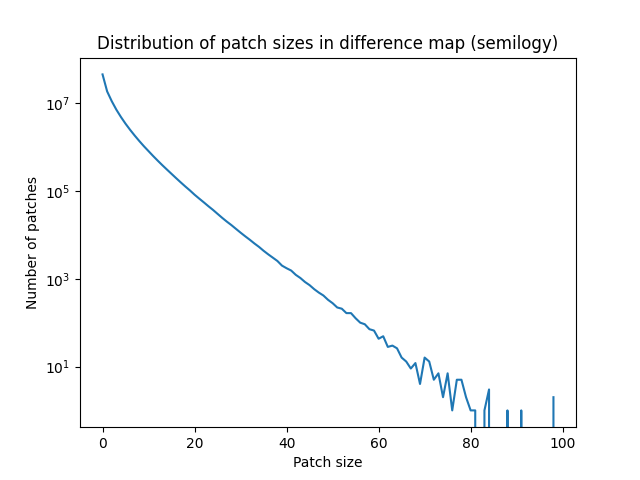 Distribution of patch sizes in difference map (semilogy)
Number of patches
10^7
10^5
10^3
10^1
0 20 40 60 80 100
Patch size